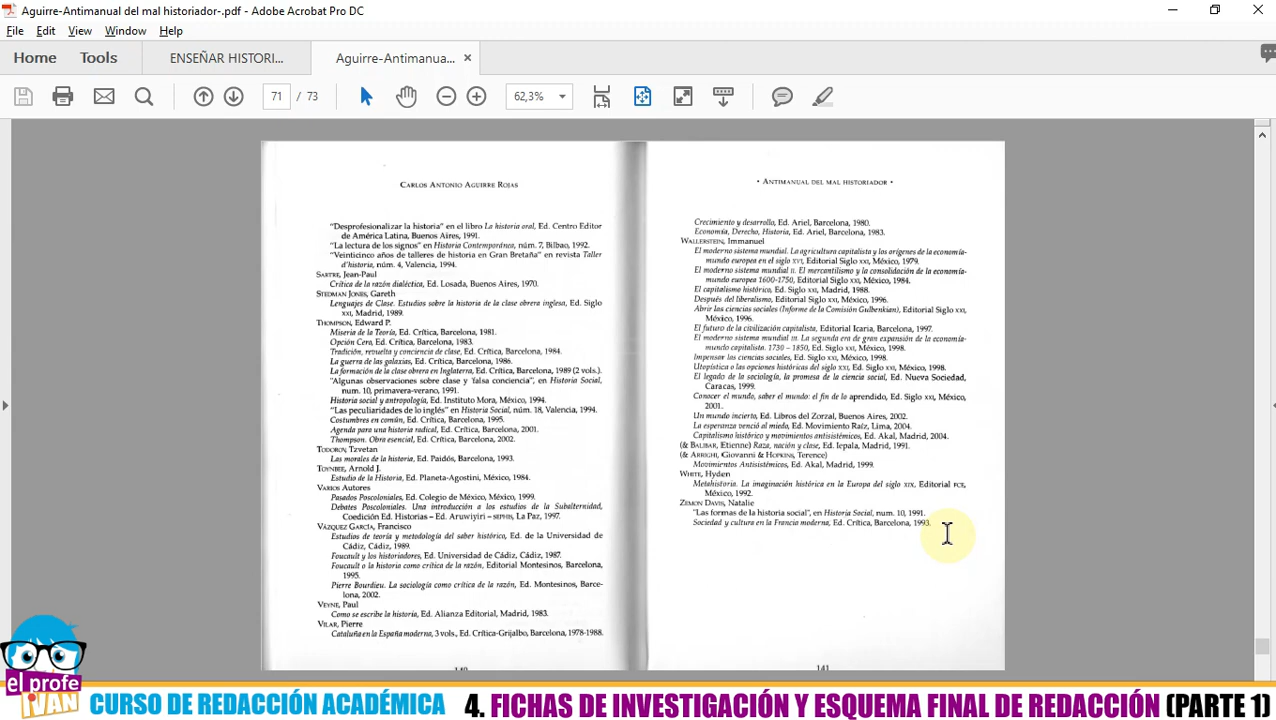 Aguirre-Antimanual del mal historiador-.pdf - Adobe Acrobat Pro DC
File Edit View Window Help
Home Tools ENSEÑAR HISTORI... Aguirre-Antimanua... ×
71 / 73 62,3%
CARLOS ANTONIO AGUIRRE ROJAS
"Desprofesionalizar la historia" en el libro La historia oral, Ed. Centro Editor
de América Latina, Buenos Aires, 1991.
"La lectura de los signos" en Historia Contemporánea, núm. 7, Bilbao, 1992.
"Veinticinco años de talleres de historia en Gran Bretaña" en revista Taller
d'historia, núm. 4, Valencia, 1994.
SARTRE, Jean-Paul
Crítica de la razón dialéctica, Ed. Losada, Buenos Aires, 1970.
STEDMAN JONES, Gareth
Lenguajes de Clase. Estudios sobre la historia de la clase obrera inglesa, Ed. Siglo
XXI, Madrid, 1989.
THOMPSON, Edward P.
Miseria de la Teoría, Ed. Crítica, Barcelona, 1981.
Opción Cero, Ed. Crítica, Barcelona, 1983.
Tradición, revuelta y conciencia de clase, Ed. Crítica, Barcelona, 1984.
La guerra de las galaxias, Ed. Crítica, Barcelona, 1986.
La formación de la clase obrera en Inglaterra, Ed. Crítica, Barcelona, 1989 (2 vols.).
"Algunas observaciones sobre clase y 'falsa conciencia", en Historia Social,
num. 10, primavera-verano, 1991.
Historia social y antropología, Ed. Instituto Mora, México, 1994.
"Las peculiaridades de lo inglés" en Historia Social, núm. 18, Valencia, 1994.
Costumbres en común, Ed. Crítica, Barcelona, 1995.
Agenda para una historia radical, Ed. Crítica, Barcelona, 2001.
Thompson. Obra esencial, Ed. Crítica, Barcelona, 2002.
TODOROV, Tzvetan
Las morales de la historia, Ed. Paidós, Barcelona, 1993.
TOYNBEE, Arnold J.
Estudio de la Historia, Ed. Planeta-Agostini, México, 1984.
VARIOS AUTORES
Pasados Poscoloniales, Ed. Colegio de México, México, 1999.
Debates Poscoloniales. Una introducción a los estudios de la Subalternidad,
Coedición Ed. Historias – Ed. Aruwiyiri – SEPHIS, La Paz, 1997.
VÁZQUEZ GARCÍA, Francisco
Estudios de teoría y metodología del saber histórico, Ed. de la Universidad de
Cádiz, Cádiz, 1989.
Foucault y los historiadores, Ed. Universidad de Cádiz, Cádiz, 1987.
Foucault o la historia como crítica de la razón, Editorial Montesinos, Barcelona,
1995.
Pierre Bourdieu. La sociología como crítica de la razón, Ed. Montesinos, Barce-
lona, 2002.
VEYNE, Paul
Como se escribe la historia, Ed. Alianza Editorial, Madrid, 1983.
VILAR, Pierre
Cataluña en la España moderna, 3 vols., Ed. Crítica-Grijalbo, Barcelona, 1978-1988.
140
• ANTIMANUAL DEL MAL HISTORIADOR •
Crecimiento y desarrollo, Ed. Ariel, Barcelona, 1980.
Economía, Derecho, Historia, Ed. Ariel, Barcelona, 1983.
WALLERSTEIN, Immanuel
El moderno sistema mundial. La agricultura capitalista y los orígenes de la economía-
mundo europea en el siglo XVI, Editorial Siglo XXI, México, 1979.
El moderno sistema mundial II. El mercantilismo y la consolidación de la economía-
mundo europea 1600-1750, Editorial Siglo XXI, México, 1984.
El capitalismo histórico, Ed. Siglo XXI, Madrid, 1988.
Después del liberalismo, Editorial Siglo XXI, México, 1996.
Abrir las ciencias sociales (Informe de la Comisión Gulbenkian), Editorial Siglo XXI,
México, 1996.
El futuro de la civilización capitalista, Editorial Icaria, Barcelona, 1997.
El moderno sistema mundial III. La segunda era de gran expansión de la economía-
mundo capitalista. 1730 – 1850, Ed. Siglo XXI, México, 1998.
Impensar las ciencias sociales, Ed. Siglo XXI, México, 1998.
Utopística o las opciones históricas del siglo XXI, Ed. Siglo XXI, México, 1998.
El legado de la sociología, la promesa de la ciencia social, Ed. Nueva Sociedad,
Caracas, 1999.
Conocer el mundo, saber el mundo: el fin de lo aprendido, Ed. Siglo XXI, México,
2001.
Un mundo incierto, Ed. Libros del Zorzal, Buenos Aires, 2002.
La esperanza venció al miedo, Ed. Movimiento Raíz, Lima, 2004.
Capitalismo histórico y movimientos antisistémicos, Ed. Akal, Madrid, 2004.
(& BALIBAR, Etienne) Raza, nación y clase, Ed. Iepala, Madrid, 1991.
(& ARRIGHI, Giovanni & HOPKINS, Terence)
Movimientos Antisistémicos, Ed. Akal, Madrid, 1999.
WHITE, Hyden
Metahistoria. La imaginación histórica en la Europa del siglo XIX, Editorial FCE,
México, 1992.
ZEMON DAVIS, Natalie
"Las formas de la historia social", en Historia Social, num. 10, 1991.
Sociedad y cultura en la Francia moderna, Ed. Crítica, Barcelona, 1993.
141
el profe
IVAN
CURSO DE REDACCIÓN ACADÉMICA 4. FICHAS DE INVESTIGACIÓN Y ESQUEMA FINAL DE REDACCIÓN (PARTE 1)